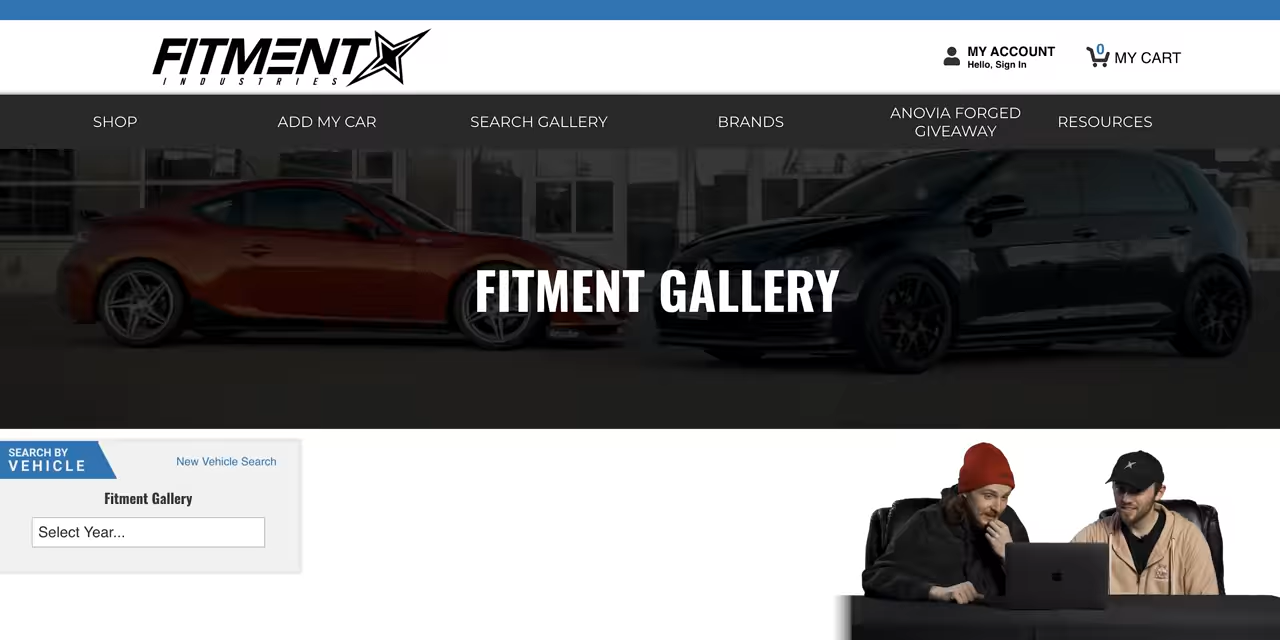 FITMENT
INDUSTRIES
MY ACCOUNT
Hello, Sign In
0
MY CART
SHOP
ADD MY CAR
SEARCH GALLERY
BRANDS
ANOVIA FORGED
GIVEAWAY
RESOURCES
FITMENT GALLERY
SEARCH BY
VEHICLE
New Vehicle Search
Fitment Gallery
Select Year...